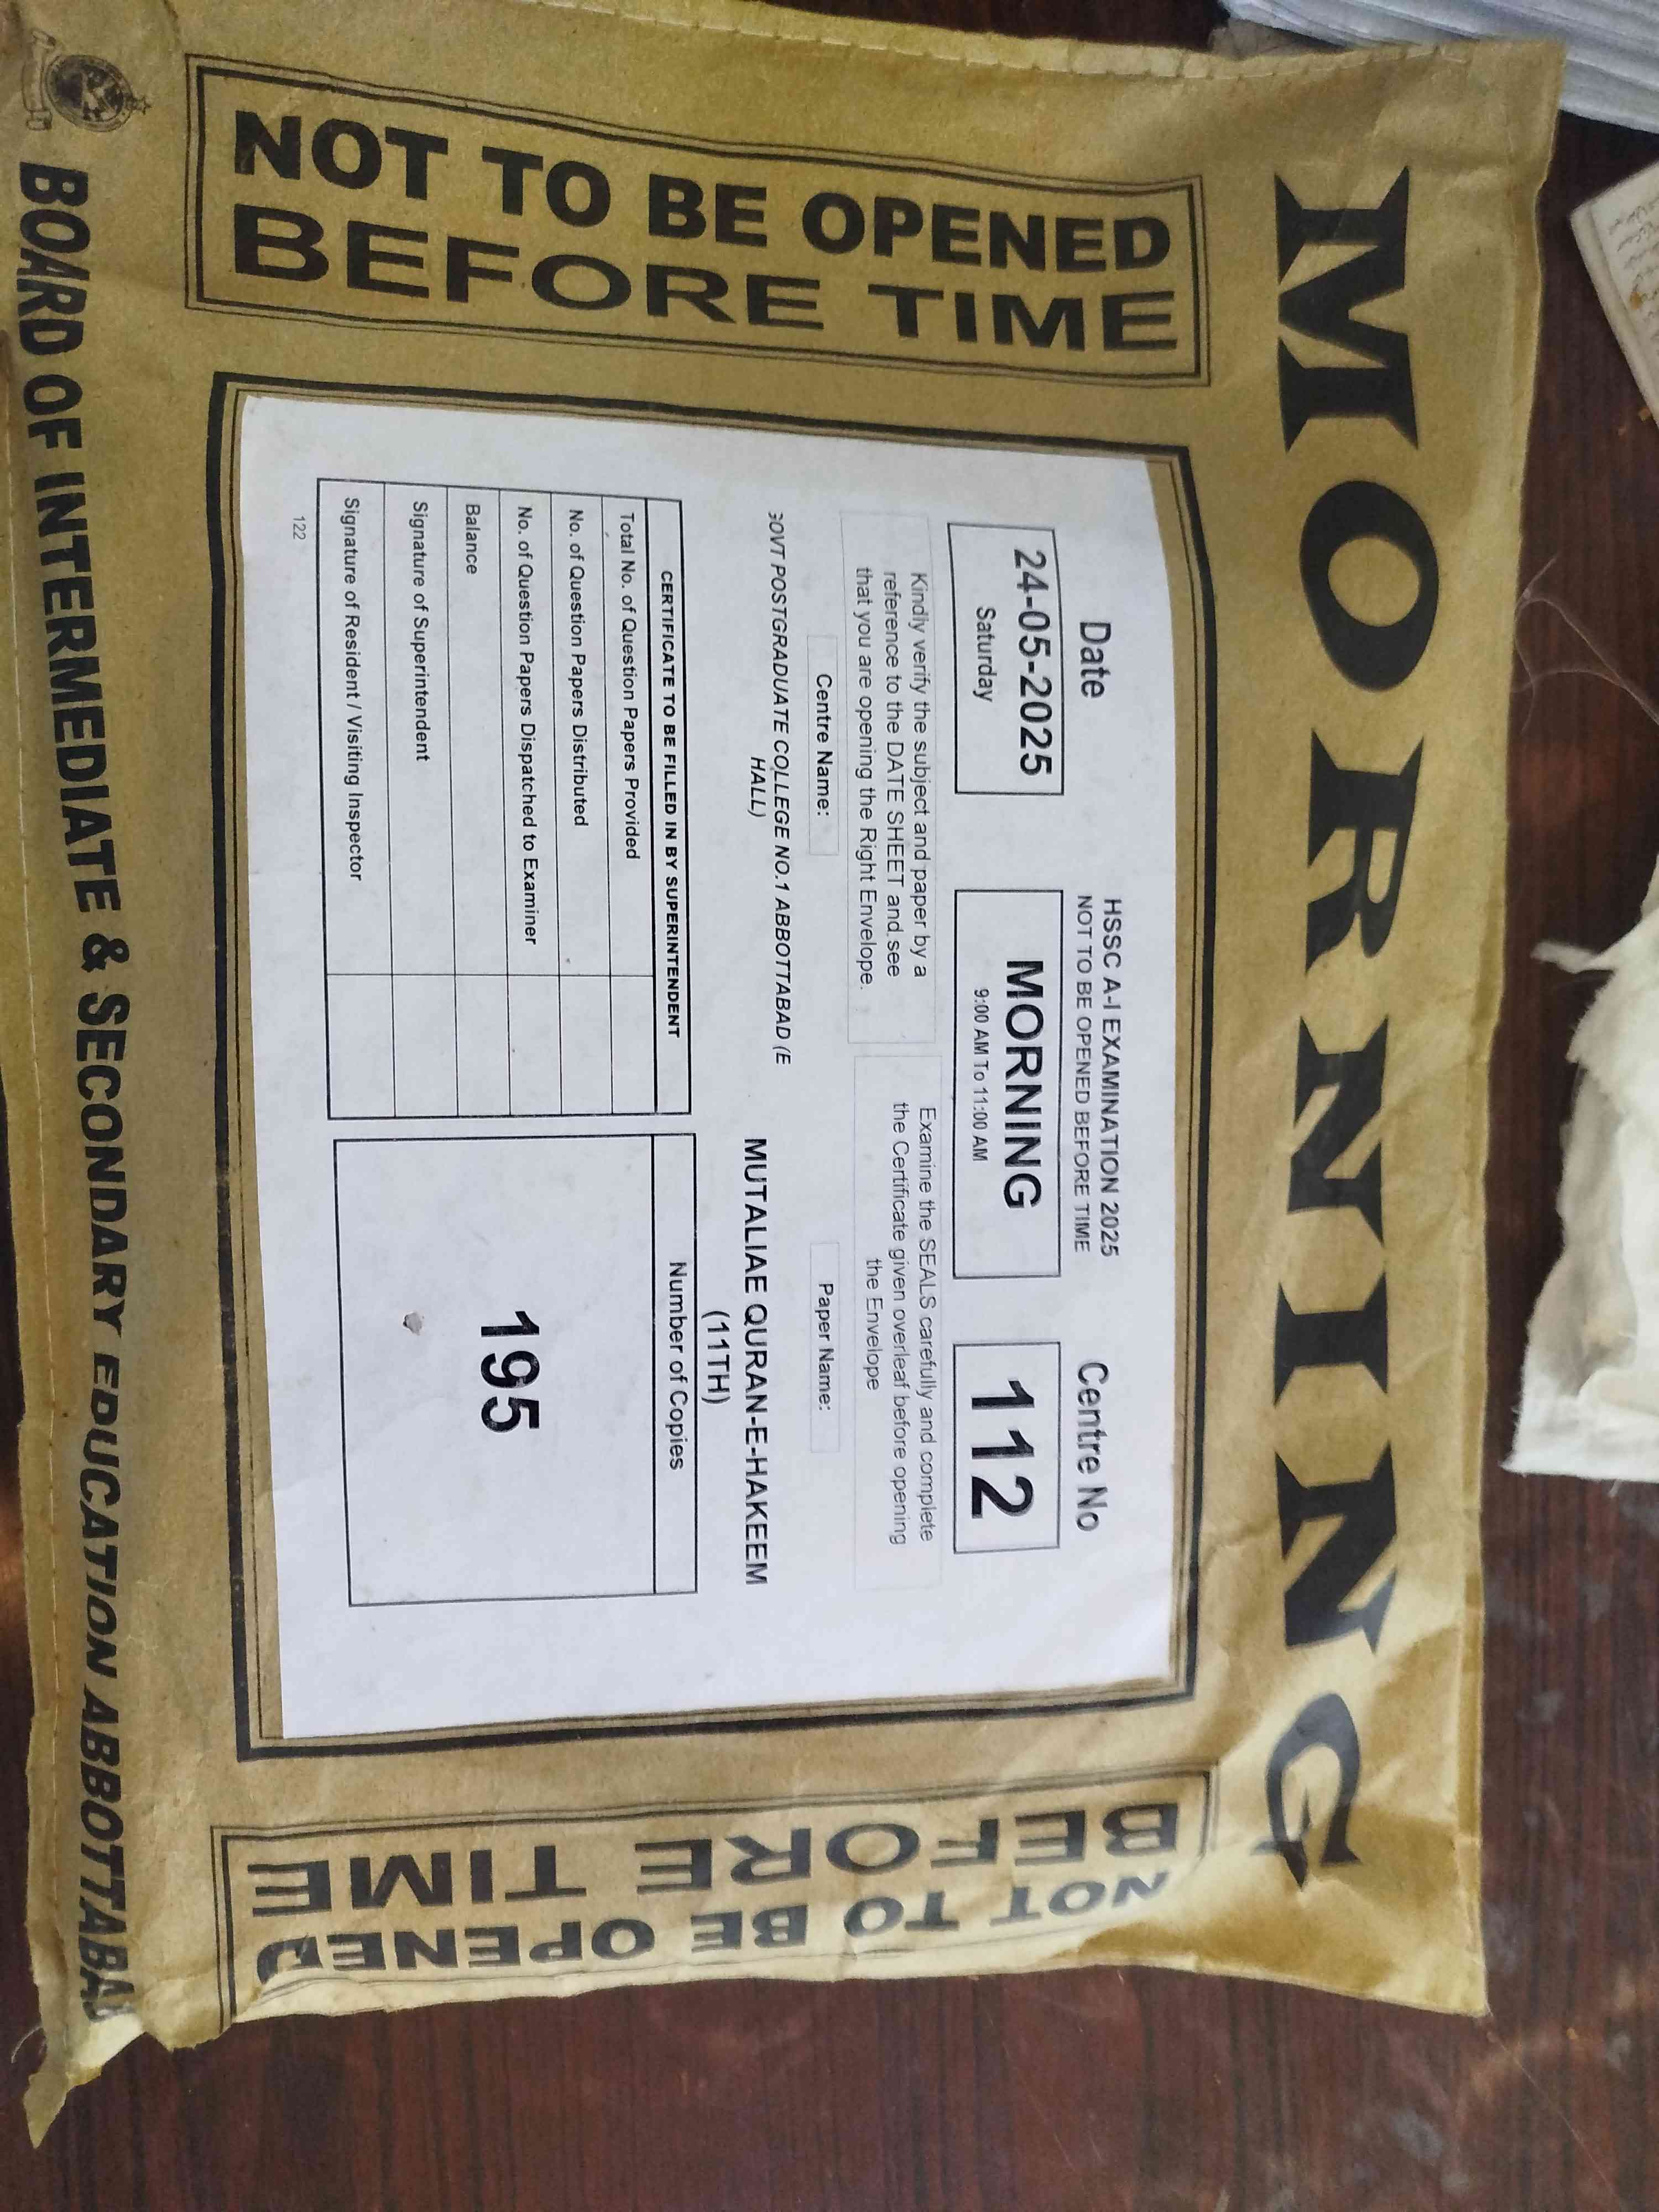 MORNING
NOT TO BE OPENED
BEFORE TIME
HSSC A-I EXAMINATION 2025
NOT TO BE OPENED BEFORE TIME
Date
Centre No
24-05-2025
Saturday
MORNING
9:00 AM To 11:00 AM
112
Kindly verify the subject and paper by a
reference to the DATE SHEET and see
that you are opening the Right Envelope.
Examine the SEALS carefully and complete
the Certificate given overleaf before opening
the Envelope
Centre Name:
Paper Name:
GOVT POSTGRADUATE COLLEGE NO.1 ABBOTTABAD (E
HALL)
MUTALIAE QURAN-E-HAKEEM
(11TH)
CERTIFICATE TO BE FILLED IN BY SUPERINTENDENT
Total No. of Question Papers Provided
No. of Question Papers Distributed
No. of Question Papers Dispatched to Examiner
Balance
Signature of Superintendent
Signature of Resident / Visiting Inspector
Number of Copies
195
122
NOT TO BE OPENED
BEFORE TIME
BOARD OF INTERMEDIATE & SECONDARY EDUCATION ABBOTTABAD